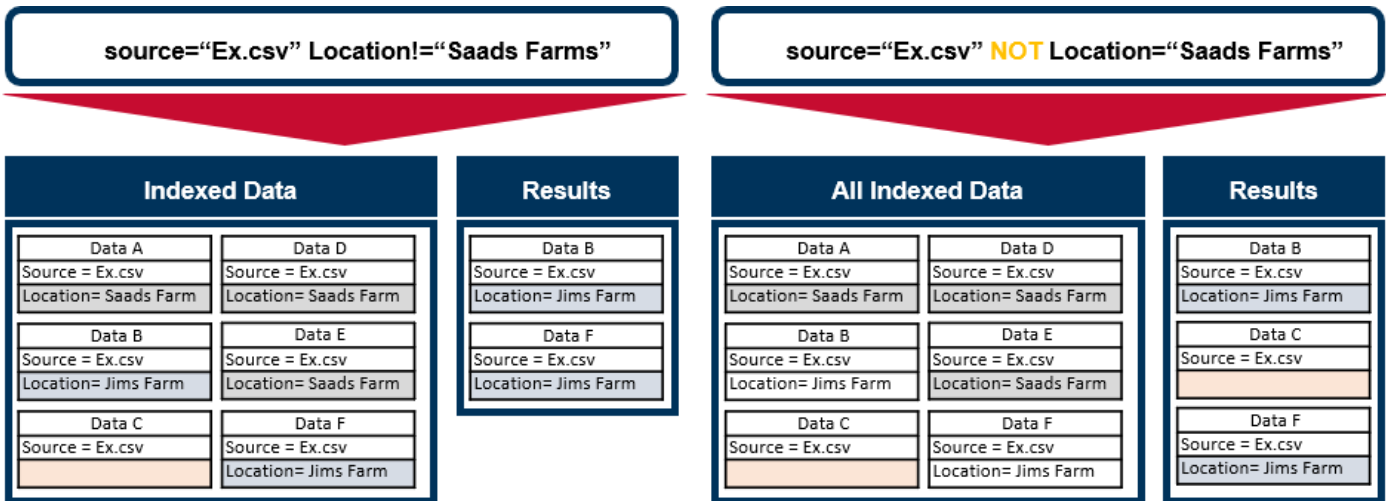 source=“Ex.csv” Location!=“Saads Farms”
Indexed Data
Data A
Source = Ex.csv
Location= Saads Farm
Data D
Source = Ex.csv
Location= Saads Farm
Data B
Source = Ex.csv
Location= Jims Farm
Data E
Source = Ex.csv
Location= Saads Farm
Data C
Source = Ex.csv
Data F
Source = Ex.csv
Location= Jims Farm
Results
Data B
Source = Ex.csv
Location= Jims Farm
Data F
Source = Ex.csv
Location= Jims Farm
source=“Ex.csv” NOT Location=“Saads Farms”
All Indexed Data
Data A
Source = Ex.csv
Location= Saads Farm
Data D
Source = Ex.csv
Location= Saads Farm
Data B
Source = Ex.csv
Location= Jims Farm
Data E
Source = Ex.csv
Location= Saads Farm
Data C
Source = Ex.csv
Data F
Source = Ex.csv
Location= Jims Farm
Results
Data B
Source = Ex.csv
Location= Jims Farm
Data C
Source = Ex.csv
Data F
Source = Ex.csv
Location= Jims Farm